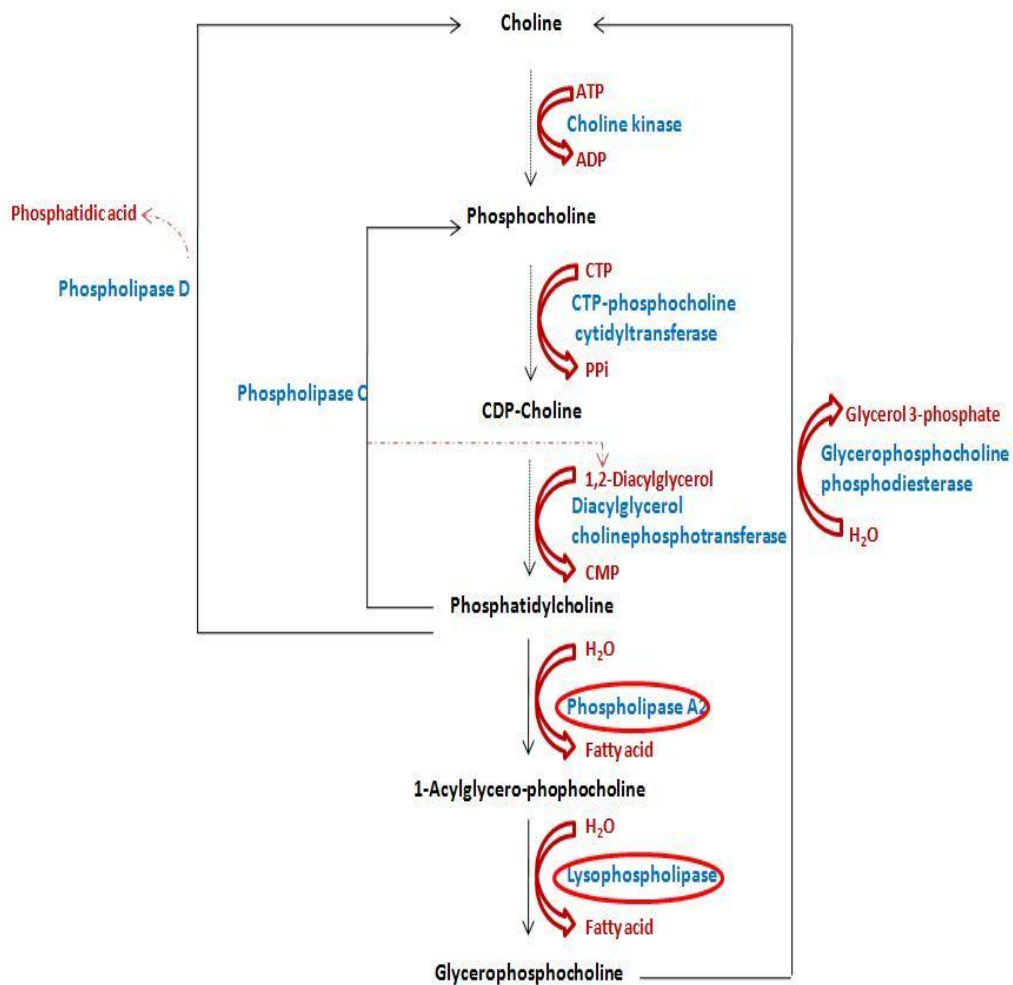 Choline
ATP
Choline kinase
ADP
Phosphatidic acid
Phosphocholine
Phospholipase D
CTP
CTP-phosphocholine
cytidyltransferase
PPi
Phospholipase C
CDP-Choline
Glycerol 3-phosphate
Glycerophosphocholine
phosphodiesterase
H₂O
1,2-Diacylglycerol
Diacylglycerol
cholinephosphotransferase
CMP
Phosphatidylcholine
H₂O
Phospholipase A2
Fatty acid
1-Acylglycero-phophocholine
H₂O
Lysophospholipase
Fatty acid
Glycerophosphocholine